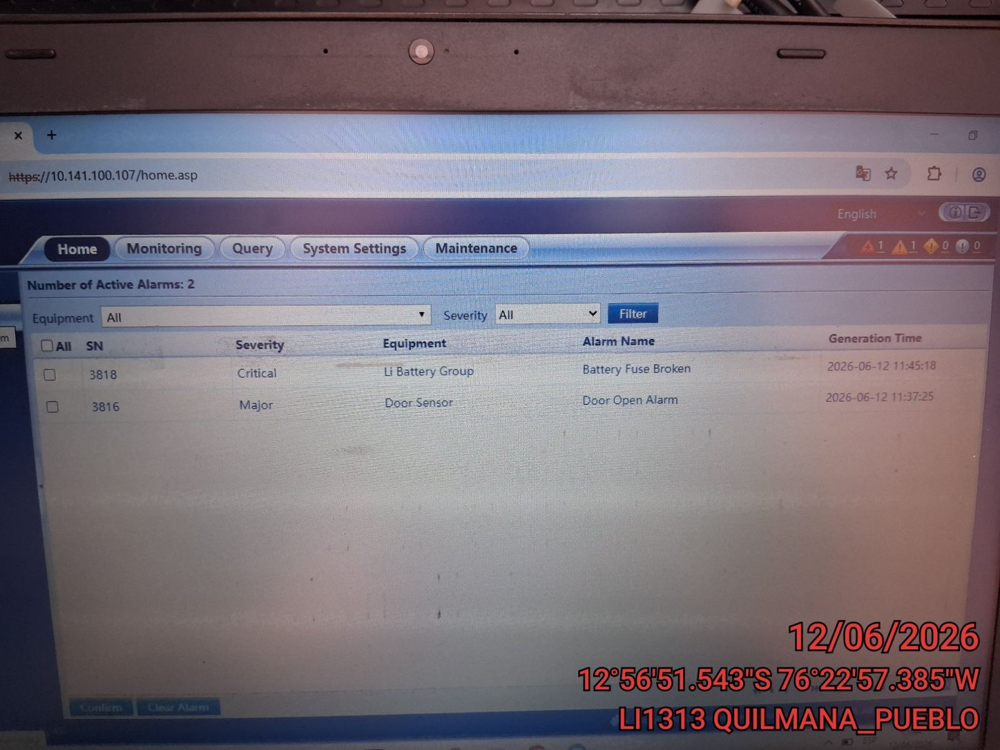 https://10.141.100.107/home.asp
English
Home Monitoring Query System Settings Maintenance 1 1 0 0
Number of Active Alarms: 2
Equipment All Severity All Filter
m
All SN Severity Equipment Alarm Name Generation Time
3818 Critical Li Battery Group Battery Fuse Broken 2026-06-12 11:45:18
3816 Major Door Sensor Door Open Alarm 2026-06-12 11:37:25
Confirm Clear Alarm
12/06/2026
12°56'51.543"S 76°22'57.385"W
LI1313 QUILMANA_PUEBLO